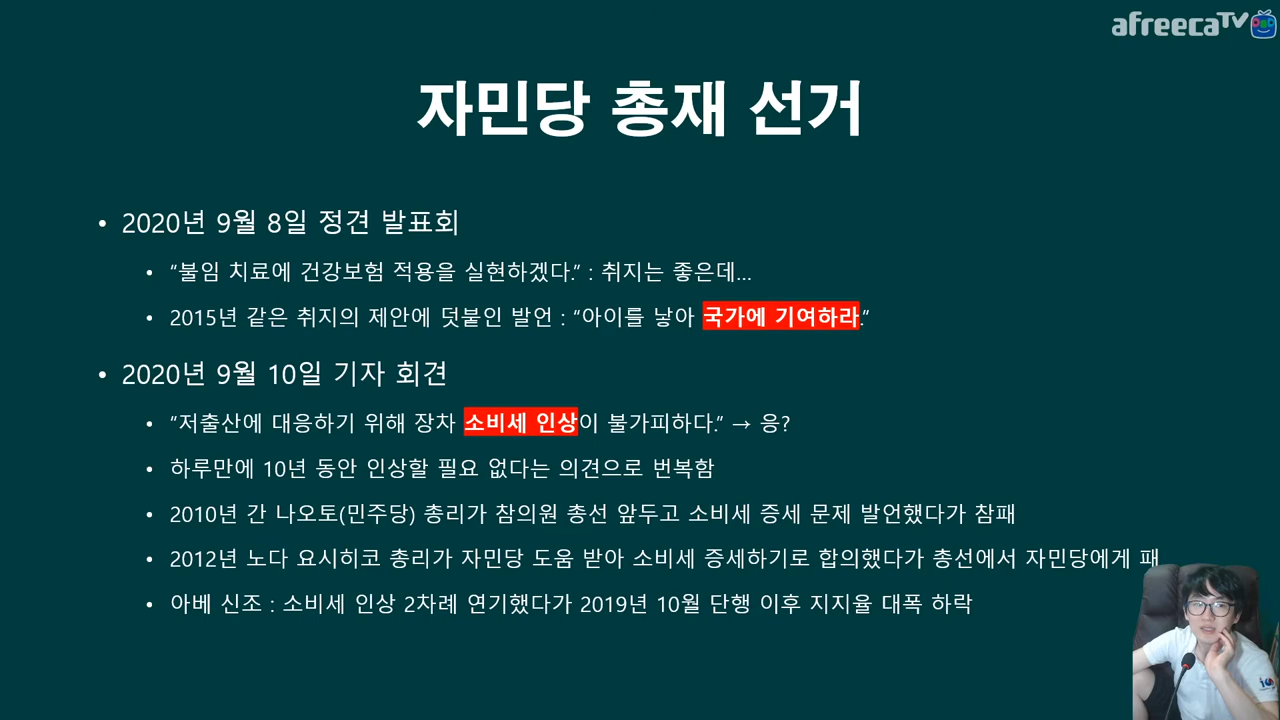 afreecaTV
자민당 총재 선거
• 2020년 9월 8일 정견 발표회
• “불임 치료에 건강보험 적용을 실현하겠다.” : 취지는 좋은데...
• 2015년 같은 취지의 제안에 덧붙인 발언 : “아이를 낳아 국가에 기여하라.”
• 2020년 9월 10일 기자 회견
• “저출산에 대응하기 위해 장차 소비세 인상이 불가피하다.” → 응?
• 하루만에 10년 동안 인상할 필요 없다는 의견으로 번복함
• 2010년 간 나오토(민주당) 총리가 참의원 총선 앞두고 소비세 증세 문제 발언했다가 참패
• 2012년 노다 요시히코 총리가 자민당 도움 받아 소비세 증세하기로 합의했다가 총선에서 자민당에게 패
• 아베 신조 : 소비세 인상 2차례 연기했다가 2019년 10월 단행 이후 지지율 대폭 하락